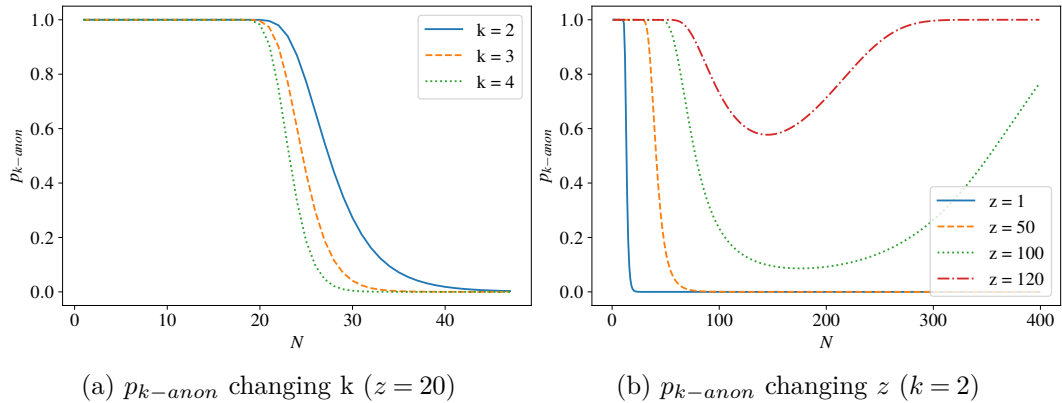 1.0
0.8
0.6
0.4
0.2
0.0
p_{k-anon}
0
10
20
30
40
N
k = 2
k = 3
k = 4
(a) p_{k-anon} changing k (z = 20)
1.0
0.8
0.6
0.4
0.2
0.0
p_{k-anon}
0
100
200
300
400
N
z = 1
z = 50
z = 100
z = 120
(b) p_{k-anon} changing z (k = 2)